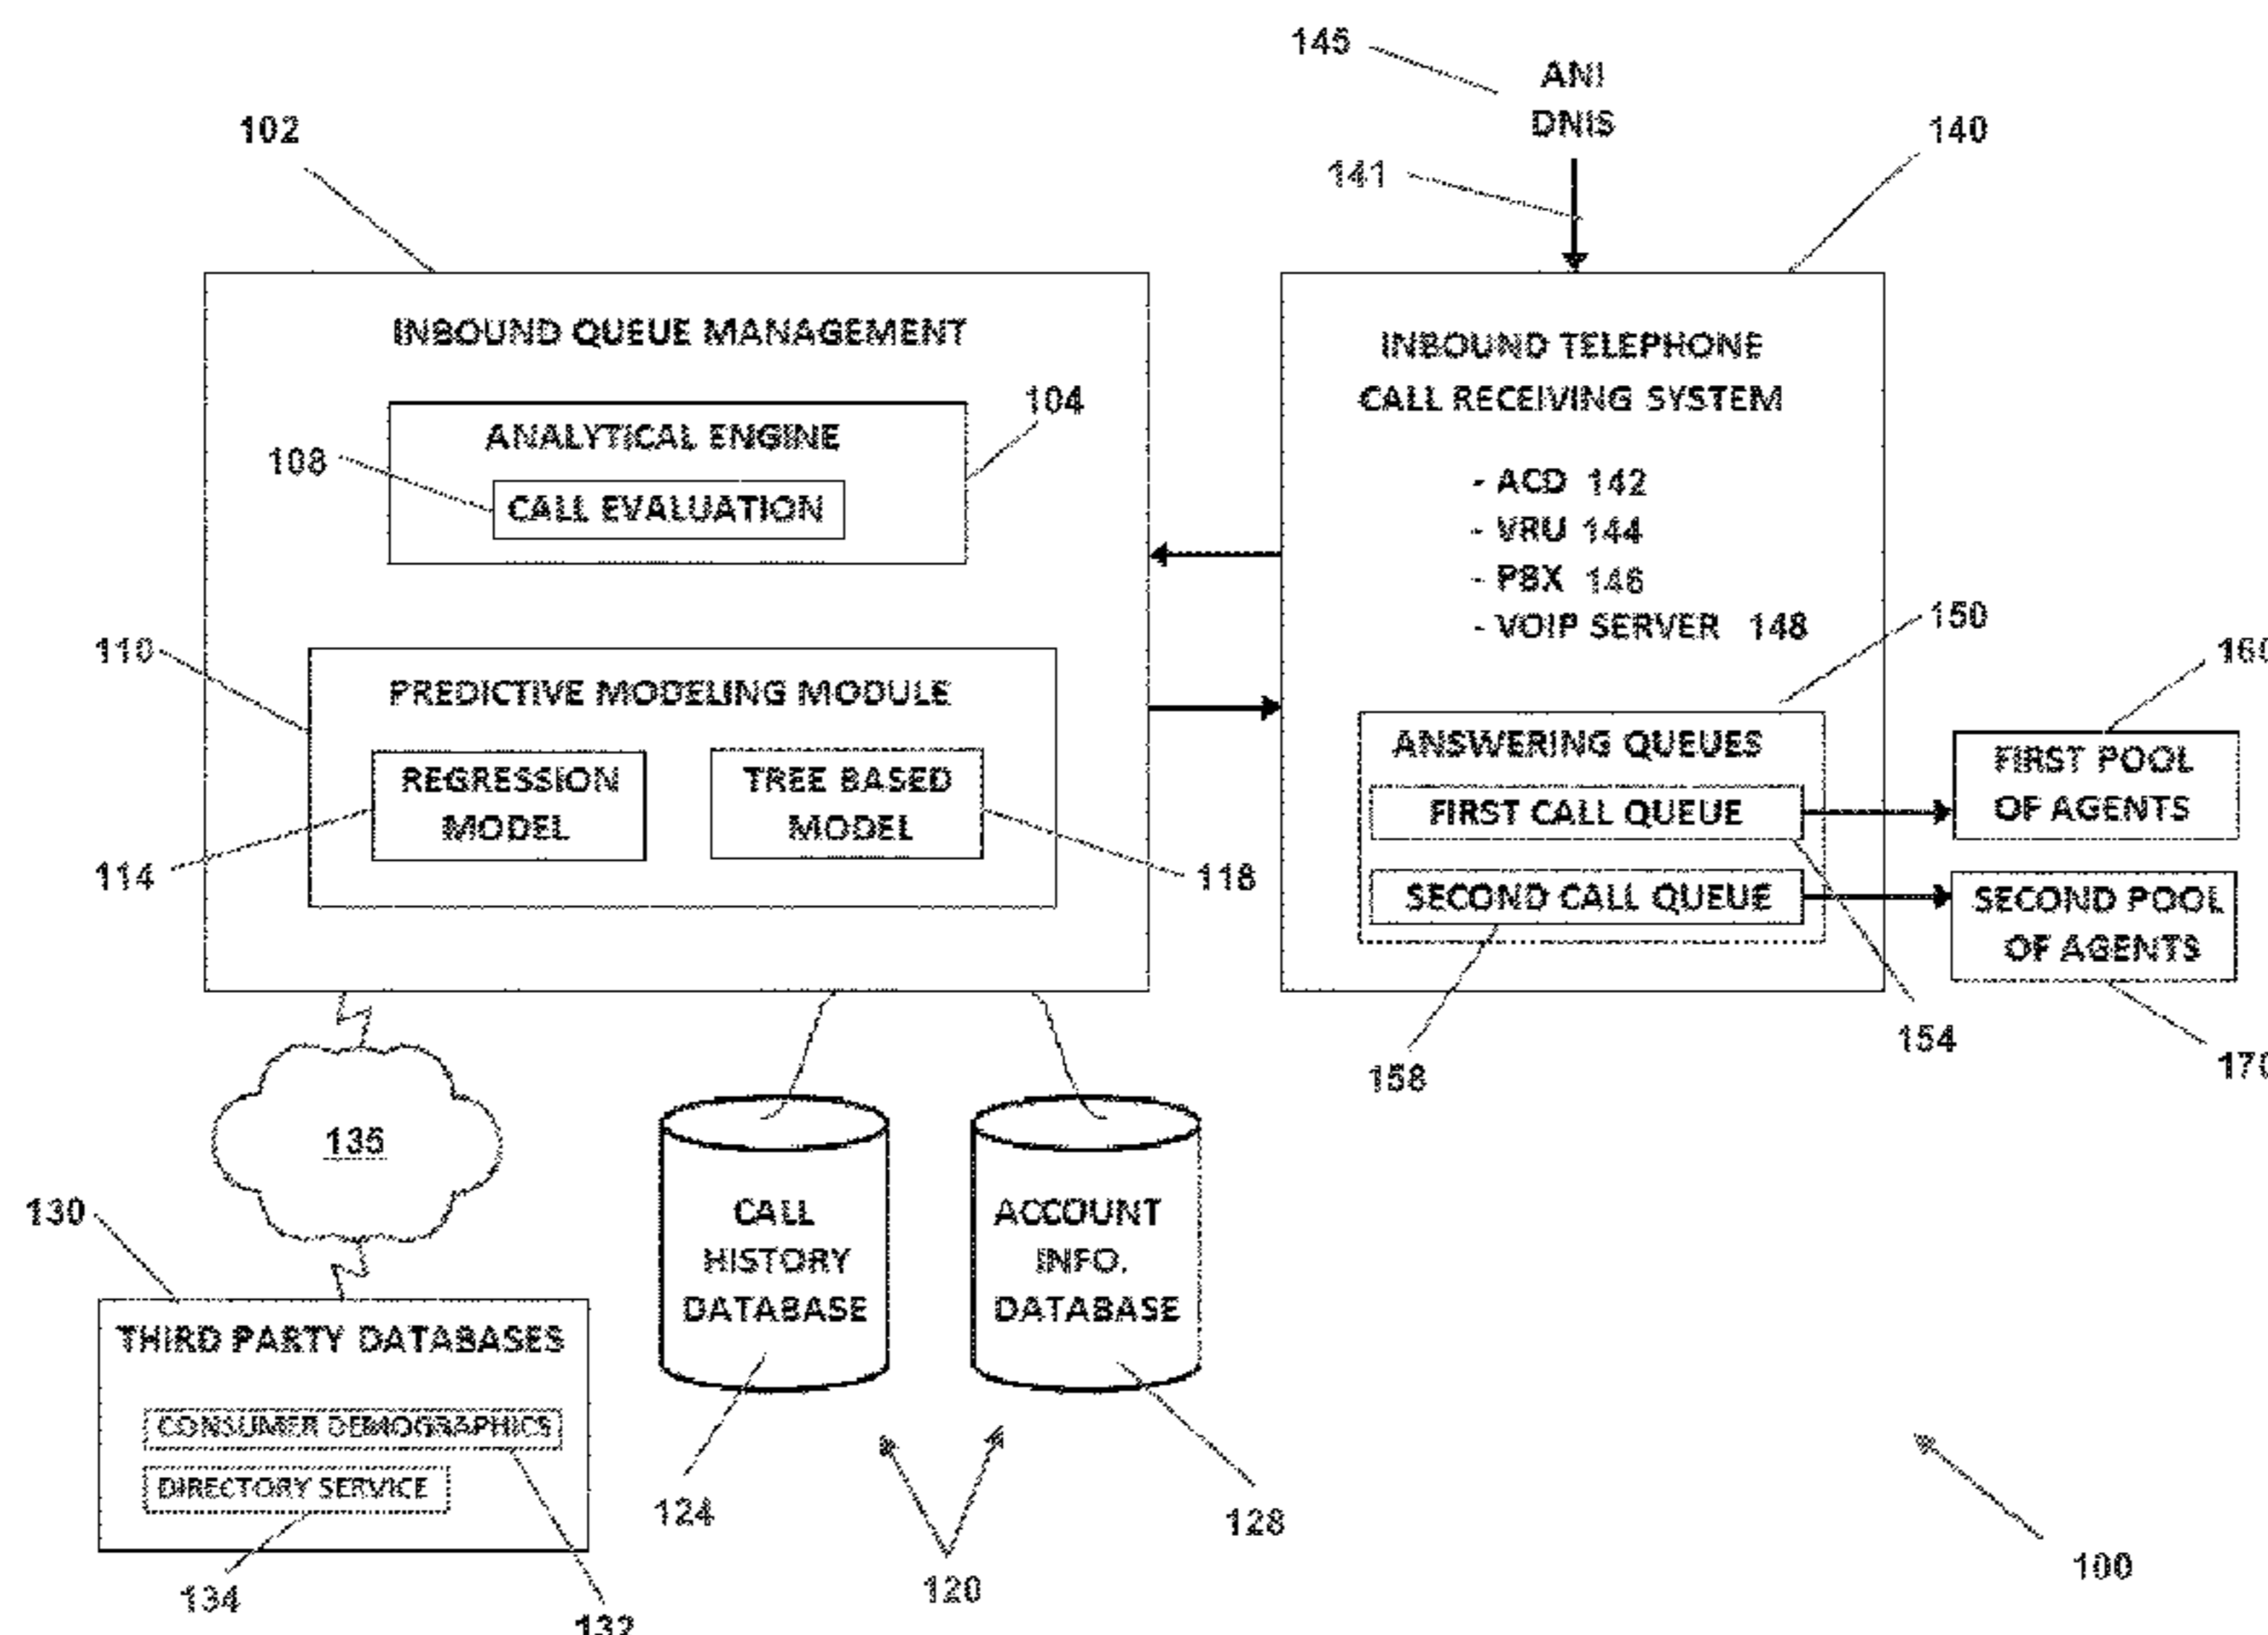 145
ANI
DNIS
102
140
141
INBOUND QUEUE MANAGEMENT
INBOUND TELEPHONE
CALL RECEIVING SYSTEM
104
ANALYTICAL ENGINE
108
CALL EVALUATION
- ACD 142
- VRU 144
- PBX 146
- VOIP SERVER 148
150
110
160
PREDICTIVE MODELING MODULE
REGRESSION
MODEL
TREE BASED
MODEL
114
118
ANSWERING QUEUES
FIRST CALL QUEUE
SECOND CALL QUEUE
FIRST POOL
OF AGENTS
SECOND POOL
OF AGENTS
154
158
170
135
130
THIRD PARTY DATABASES
CONSUMER DEMOGRAPHICS
DIRECTORY SERVICE
134
132
CALL
HISTORY
DATABASE
ACCOUNT
INFO.
DATABASE
124
128
120
100